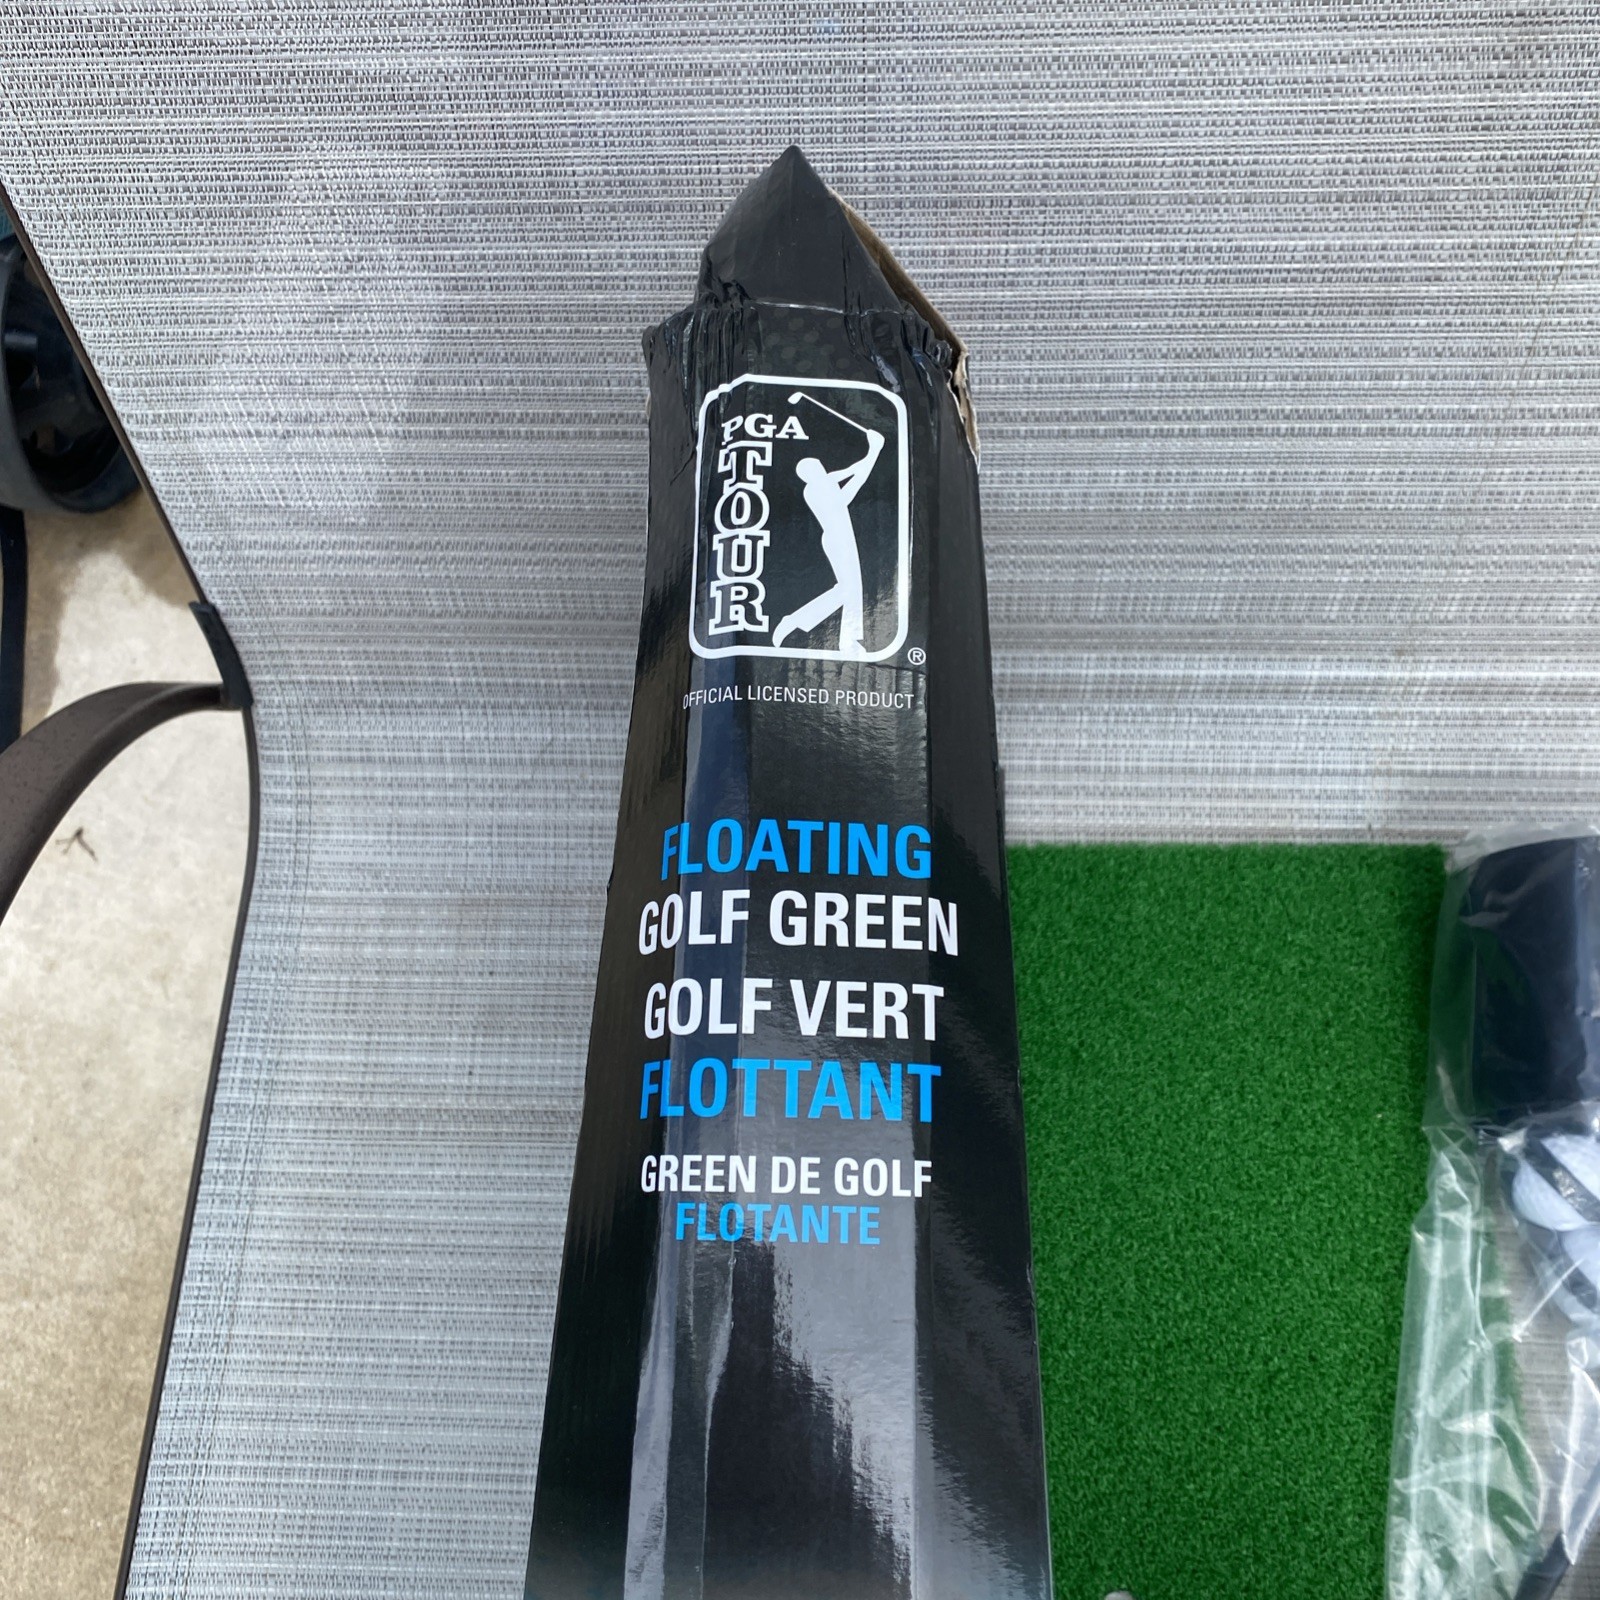 PGA
TOUR
®
OFFICIAL LICENSED PRODUCT
FLOATING
GOLF GREEN
GOLF VERT
FLOTTANT
GREEN DE GOLF
FLOTANTE